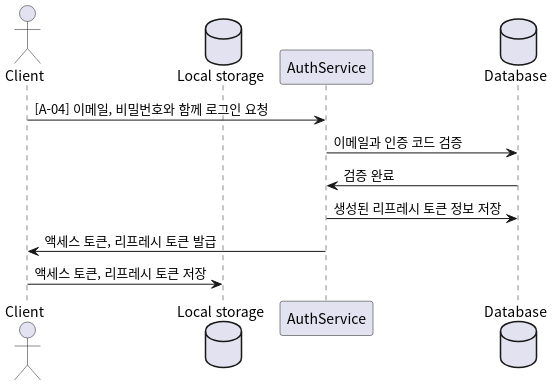 Client
Local storage
AuthService
Database
[A-04] 이메일, 비밀번호와 함께 로그인 요청
이메일과 인증 코드 검증
검증 완료
생성된 리프레시 토큰 정보 저장
액세스 토큰, 리프레시 토큰 발급
액세스 토큰, 리프레시 토큰 저장
Client
Local storage
AuthService
Database